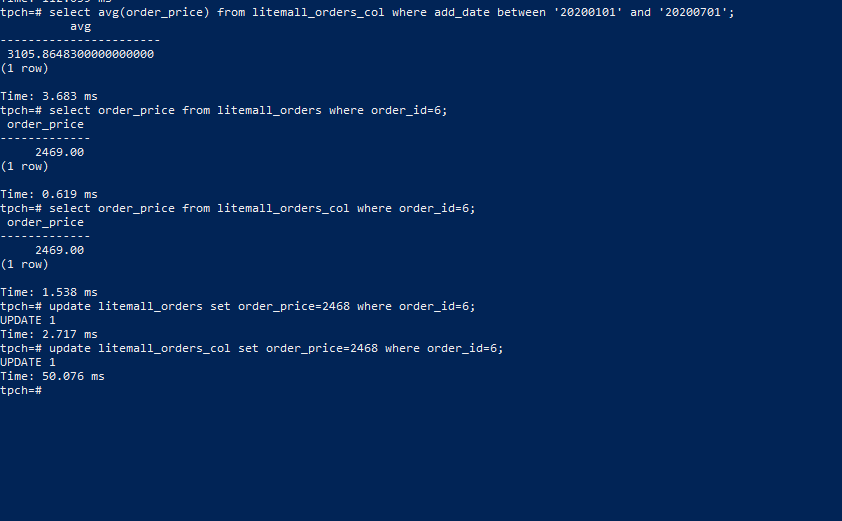 tpch=# select avg(order_price) from litemall_orders_col where add_date between '20200101' and '20200701';
          avg
-----------------------
 3105.8648300000000000
(1 row)

Time: 3.683 ms
tpch=# select order_price from litemall_orders where order_id=6;
 order_price
-------------
     2469.00
(1 row)

Time: 0.619 ms
tpch=# select order_price from litemall_orders_col where order_id=6;
 order_price
-------------
     2469.00
(1 row)

Time: 1.538 ms
tpch=# update litemall_orders set order_price=2468 where order_id=6;
UPDATE 1
Time: 2.717 ms
tpch=# update litemall_orders_col set order_price=2468 where order_id=6;
UPDATE 1
Time: 50.076 ms
tpch=#